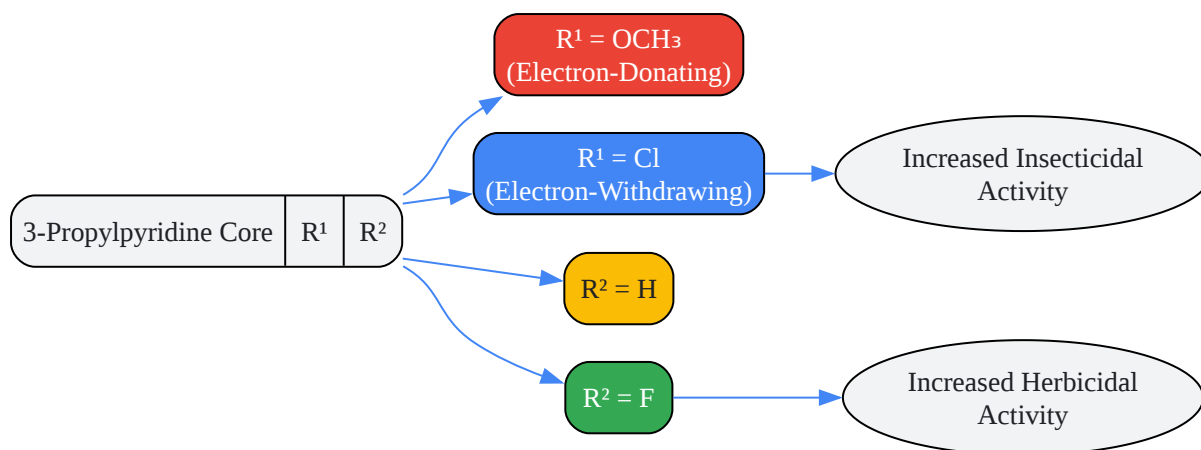 3-Propylpyridine Core
R¹
R²
R¹ = OCH₃
(Electron-Donating)
R¹ = Cl
(Electron-Withdrawing)
R² = H
R² = F
Increased Insecticidal
Activity
Increased Herbicidal
Activity